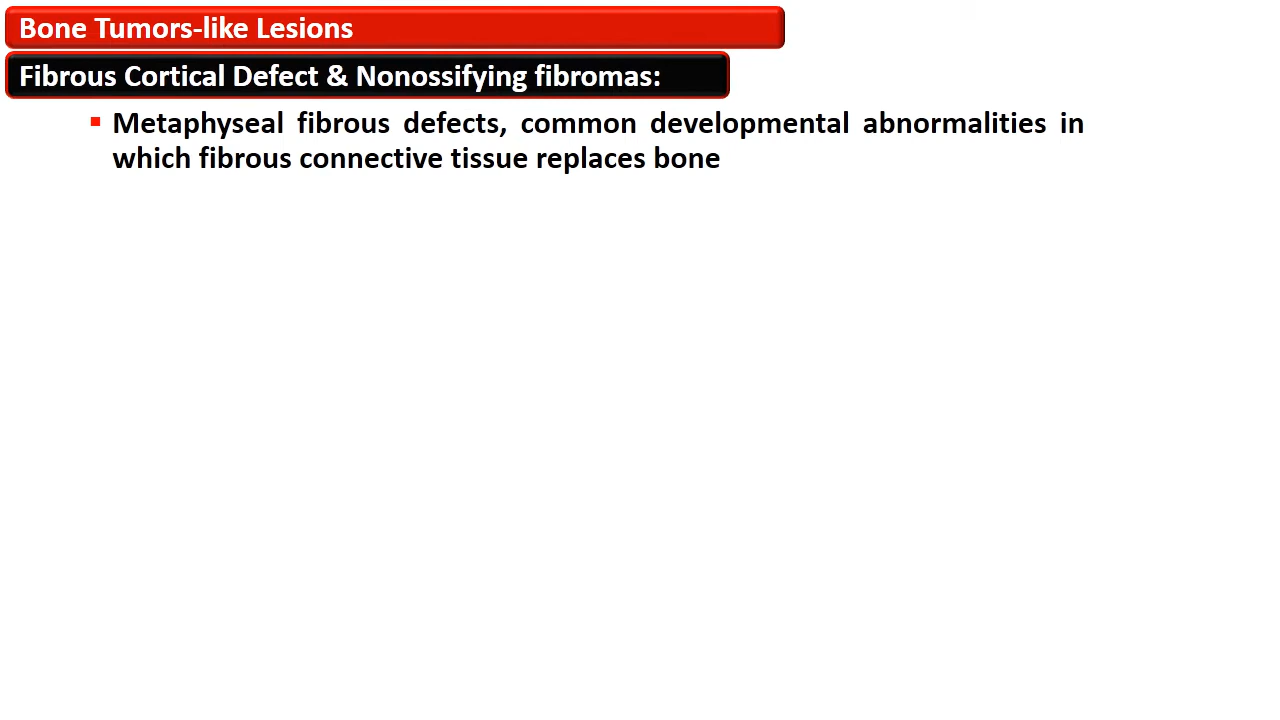 Bone Tumors-like Lesions
Fibrous Cortical Defect & Nonossifying fibromas:
Metaphyseal fibrous defects, common developmental abnormalities in
which fibrous connective tissue replaces bone